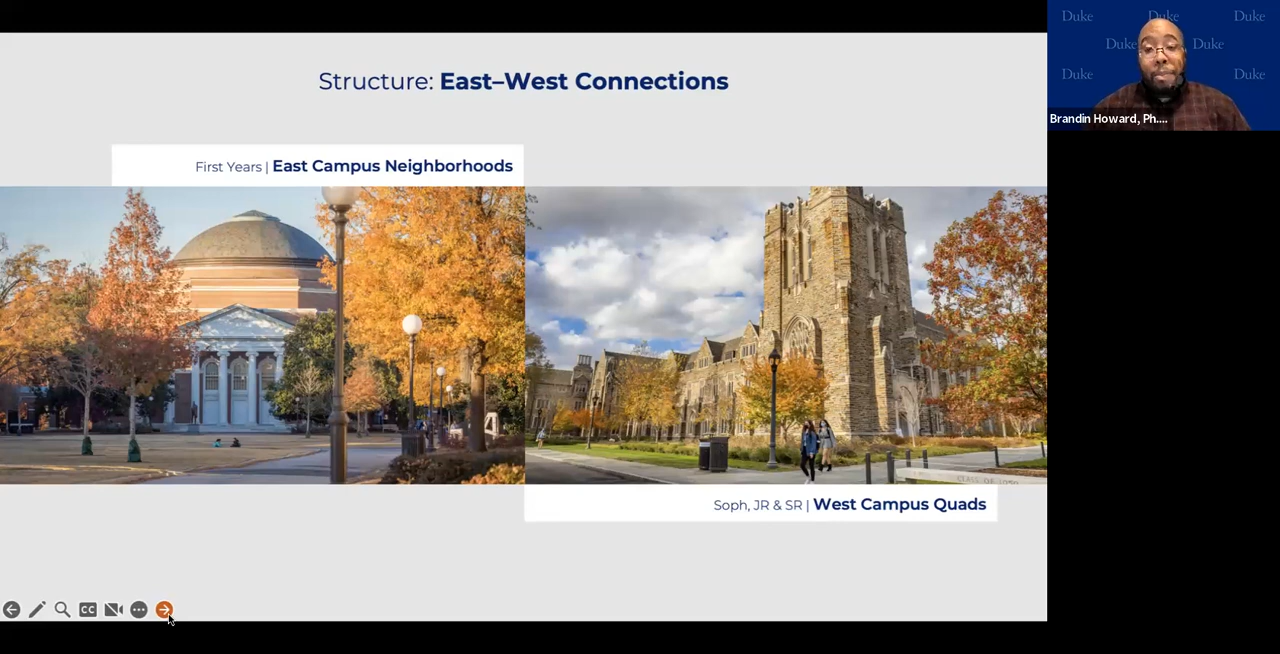 Structure: East–West Connections
First Years | East Campus Neighborhoods
Soph, JR & SR | West Campus Quads
CC
Duke Duke Duke
Duke Duke
Duke Duke
Brandin Howard, Ph....